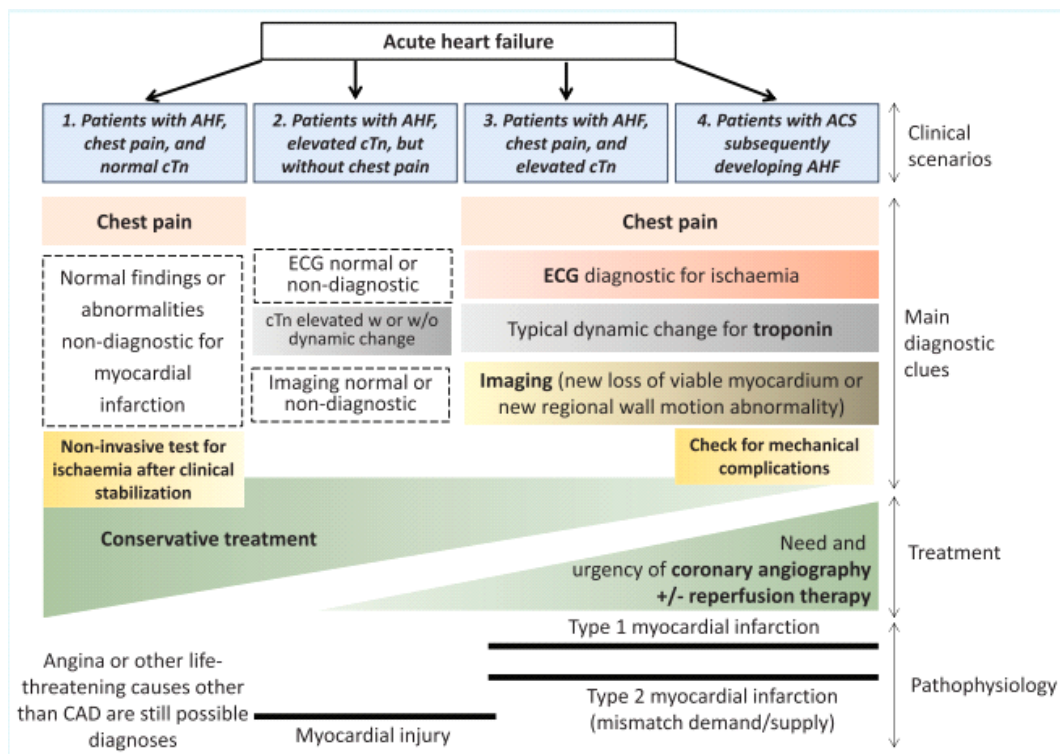 Acute heart failure
1. Patients with AHF,
chest pain, and
normal cTn
2. Patients with AHF,
elevated cTn, but
without chest pain
3. Patients with AHF,
chest pain, and
elevated cTn
4. Patients with ACS
subsequently
developing AHF
Clinical
scenarios
Chest pain
Chest pain
Normal findings or
abnormalities
non-diagnostic for
myocardial
infarction
ECG normal or
non-diagnostic
ECG diagnostic for ischaemia
cTn elevated w or w/o
dynamic change
Typical dynamic change for troponin
Imaging normal or
non-diagnostic
Imaging (new loss of viable myocardium or
new regional wall motion abnormality)
Main
diagnostic
clues
Non-invasive test for
ischaemia after clinical
stabilization
Check for mechanical
complications
Conservative treatment
Need and
urgency of coronary angiography
+/- reperfusion therapy
Treatment
Type 1 myocardial infarction
Angina or other life-
threatening causes other
than CAD are still possible
diagnoses
Type 2 myocardial infarction
(mismatch demand/supply)
Myocardial injury
Pathophysiology